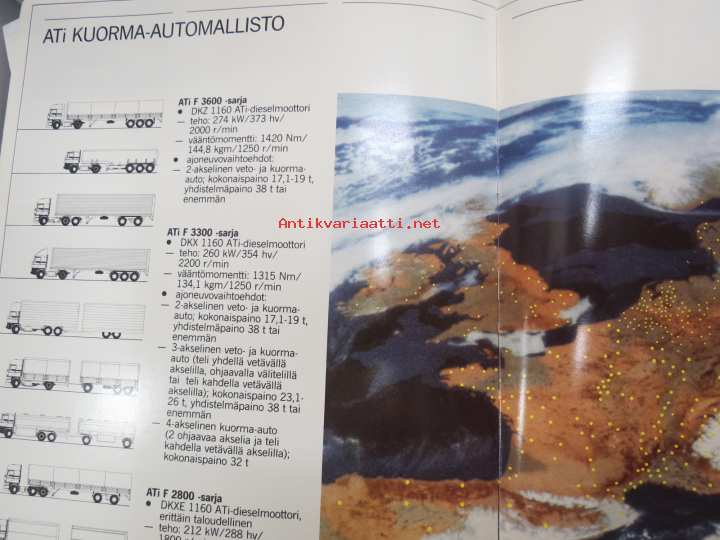 ATi KUORMA-AUTOMALLISTO
ATi F 3600 -sarja
● DKZ 1160 ATi-dieselmoottori
— teho: 274 kW/373 hv/
2000 r/min
— vääntömomentti: 1420 Nm/
144,8 kgm/1250 r/min
● ajoneuvovaihtoehdot:
— 2-akselinen veto- ja kuorma-
auto; kokonaispaino 17,1-19 t,
yhdistelmäpaino 38 t tai
enemmän
ATi F 3300 -sarja
● DKX 1160 ATi-dieselmoottori
— teho: 260 kW/354 hv/
2200 r/min
— vääntömomentti: 1315 Nm/
134,1 kgm/1250 r/min
● ajoneuvovaihtoehdot:
— 2-akselinen veto- ja kuorma-
auto; kokonaispaino 17,1-19 t,
yhdistelmäpaino 38 t tai
enemmän
— 3-akselinen veto- ja kuorma-
auto (teli yhdellä vetävällä
akselilla, ohjaavalla välitelillä
tai teli kahdella vetävällä
akselilla); kokonaispaino 23,1-
26 t, yhdistelmäpaino 38 t tai
enemmän
— 4-akselinen kuorma-auto
(2 ohjaavaa akselia ja teli
kahdella vetävällä akselilla);
kokonaispaino 32 t
ATi F 2800 -sarja
● DKXE 1160 ATi-dieselmoottori,
erittäin taloudellinen
— teho: 212 kW/288 hv/
Antikvariaatti.net